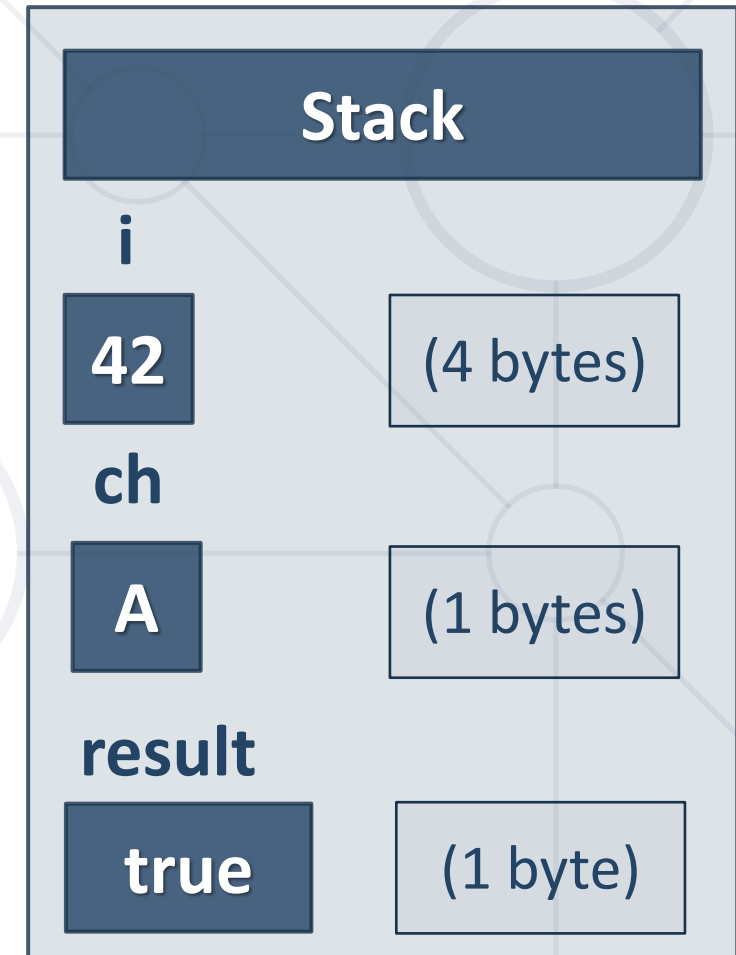 Stack
i
42
(4 bytes)
ch
A
(1 bytes)
result
true
(1 byte)